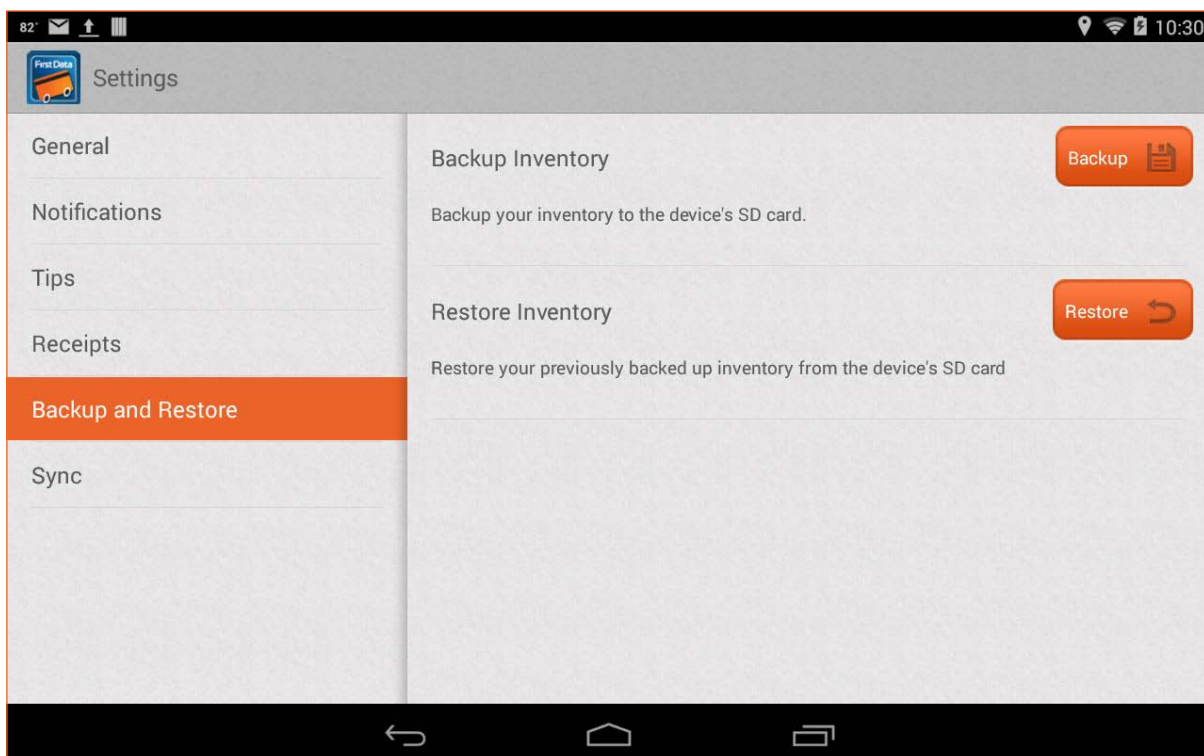 82°
10:30
First Data
Settings
General
Notifications
Tips
Receipts
Backup and Restore
Sync
Backup Inventory
Backup
Backup your inventory to the device's SD card.
Restore Inventory
Restore
Restore your previously backed up inventory from the device's SD card